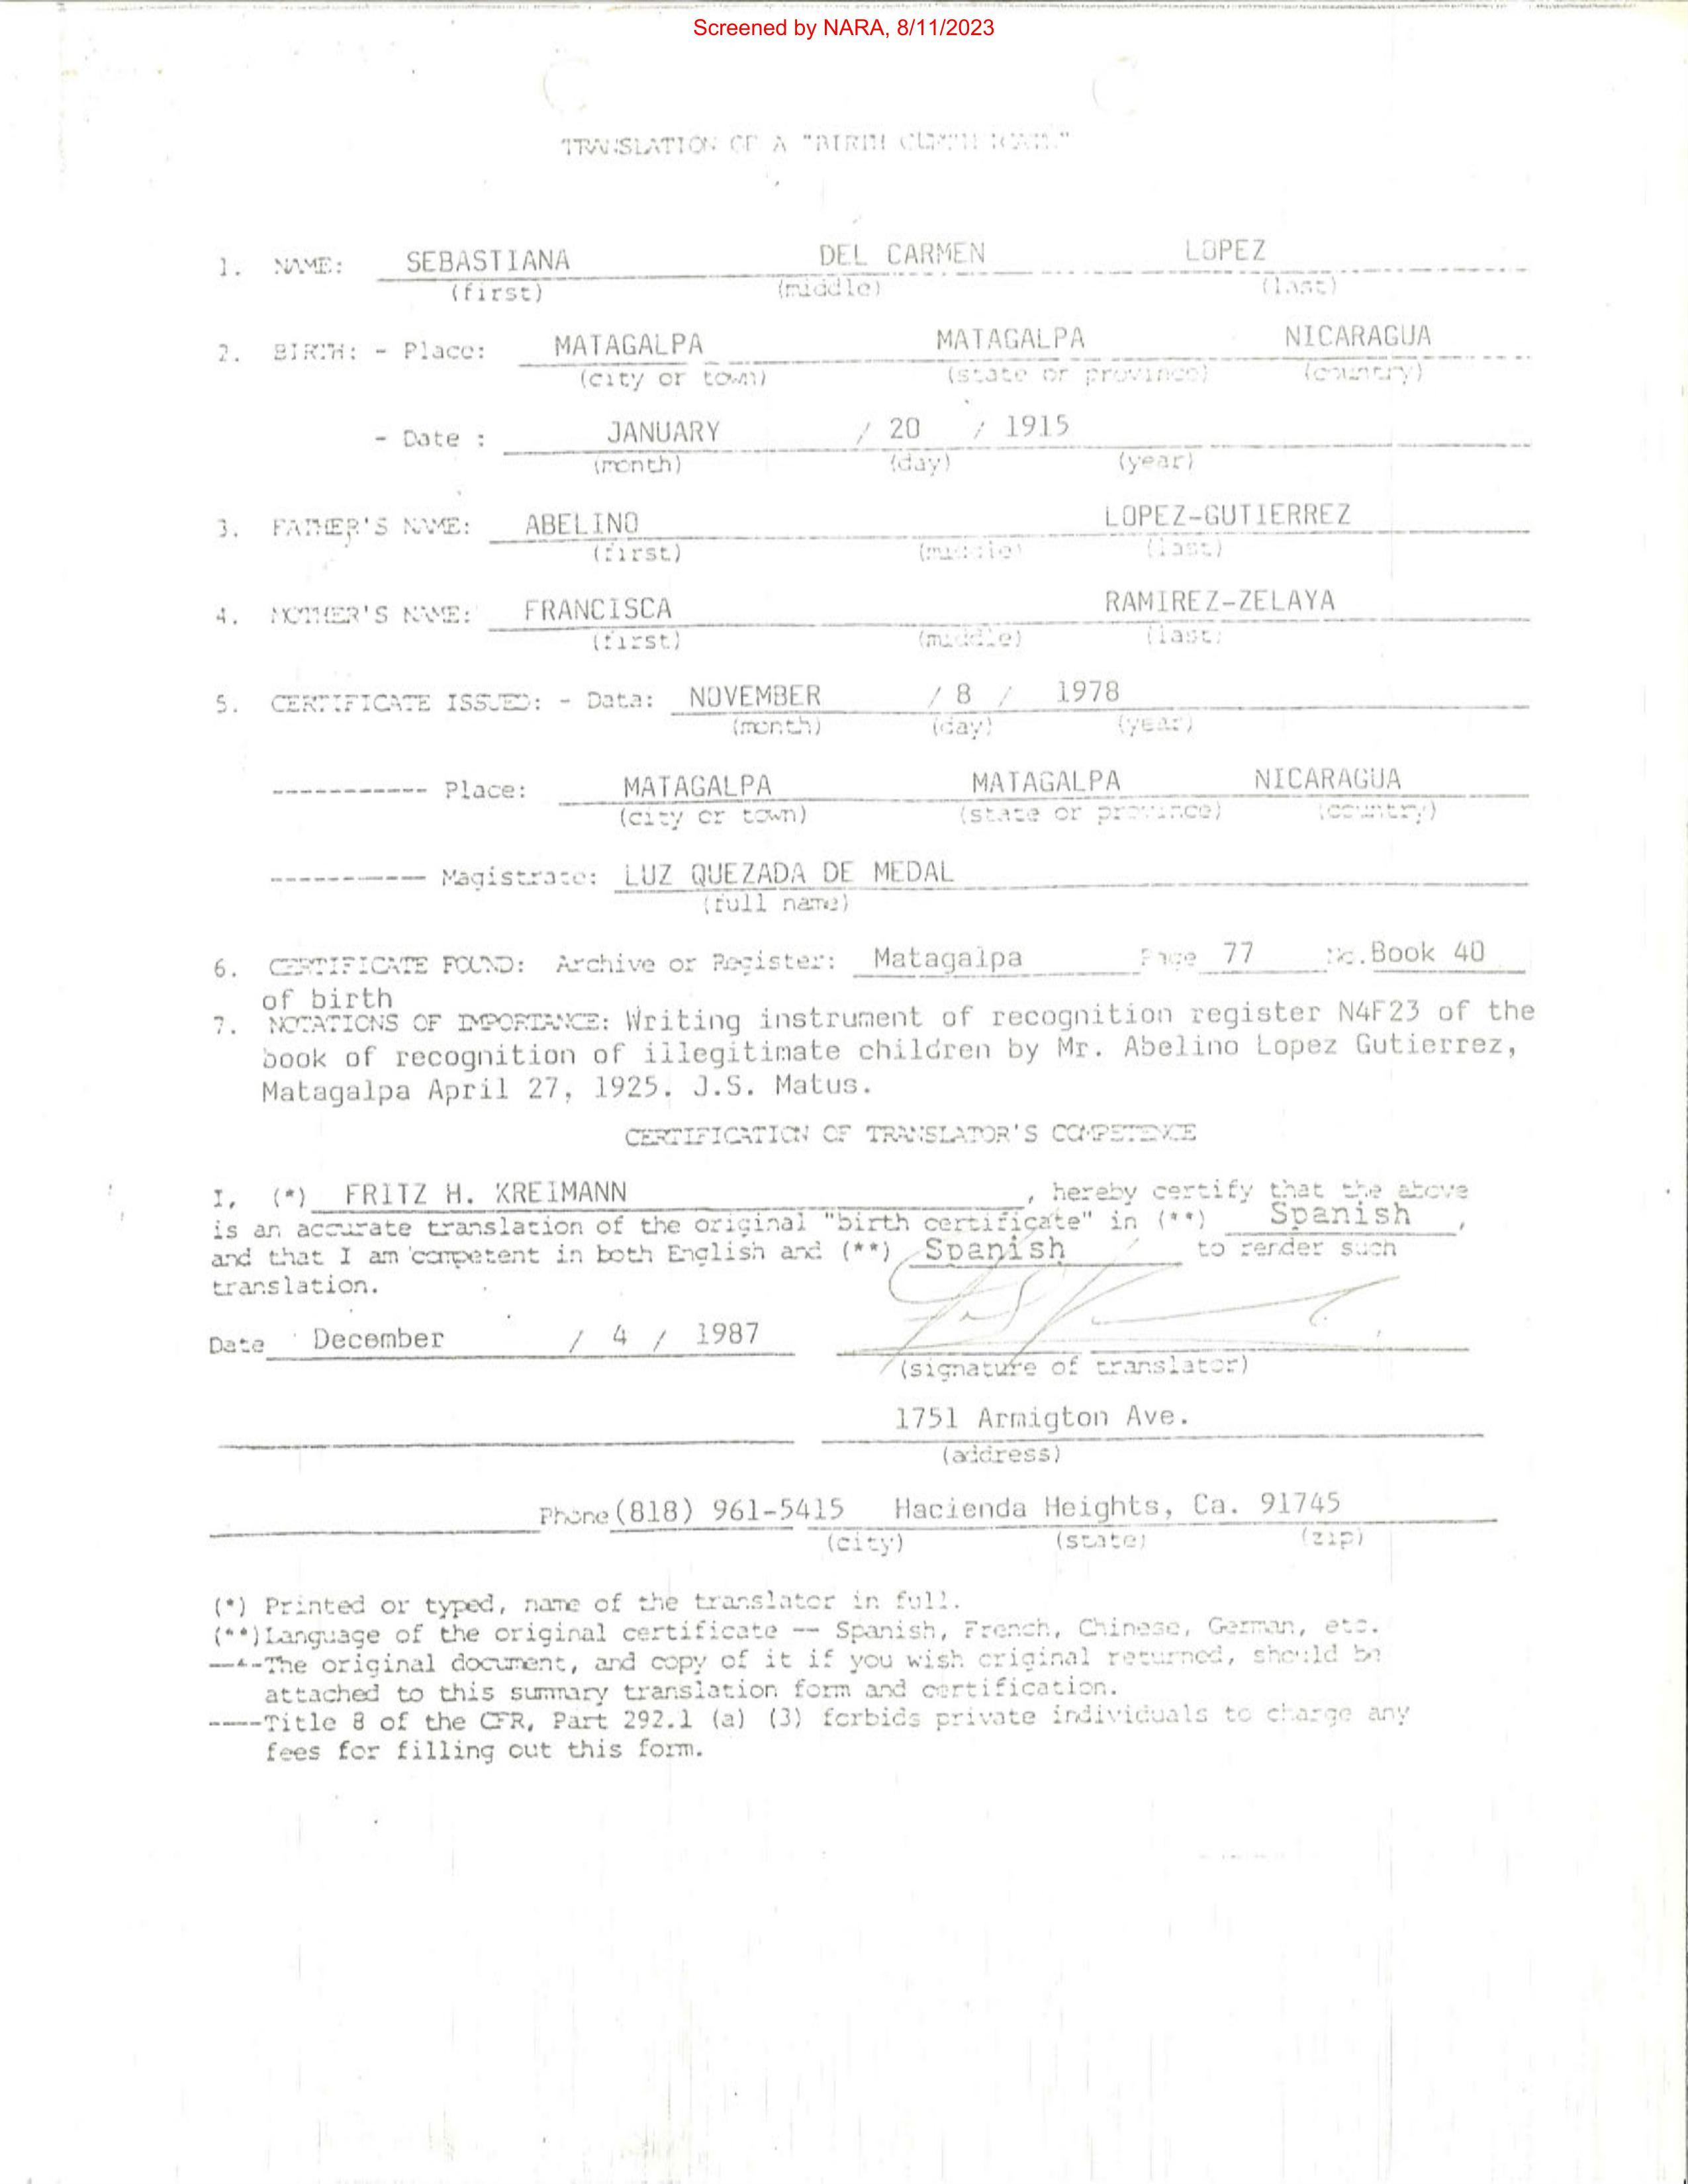 Screened by NARA, 8/11/2023
TRANSLATION OF A "BIRTH CERTIFICATE"
1. NAME: SEBASTIANA DEL CARMEN LOPEZ
(first) (middle) (last)
2. BIRTH: - Place: MATAGALPA MATAGALPA NICARAGUA
(city or town) (state or province) (country)
- Date : JANUARY / 20 / 1915
(month) (day) (year)
3. FATHER'S NAME: ABELINO LOPEZ-GUTIERREZ
(first) (middle) (last)
4. MOTHER'S NAME: FRANCISCA RAMIREZ-ZELAYA
(first) (middle) (last)
5. CERTIFICATE ISSUED: - Data: NOVEMBER / 8 / 1978
(month) (day) (year)
----------- Place: MATAGALPA MATAGALPA NICARAGUA
(city or town) (state or province) (country)
----------- Magistrate: LUZ QUEZADA DE MEDAL
(full name)
6. CERTIFICATE FOUND: Archive or Register: Matagalpa Page 77 No. Book 40
of birth
7. NOTATIONS OF IMPORTANCE: Writing instrument of recognition register N4F23 of the
book of recognition of illegitimate children by Mr. Abelino Lopez Gutierrez,
Matagalpa April 27, 1925. J.S. Matus.
CERTIFICATION OF TRANSLATOR'S COMPETENCE
I, (*) FRITZ H. KREIMANN , hereby certify that the above
is an accurate translation of the original "birth certificate" in (**) Spanish ,
and that I am competent in both English and (**) Spanish to render such
translation.
Date December / 4 / 1987
(signature of translator)
1751 Armigton Ave.
(address)
Phone (818) 961-5415 Hacienda Heights, Ca. 91745
(city) (state) (zip)
(*) Printed or typed, name of the translator in full.
(**)Language of the original certificate -- Spanish, French, Chinese, German, etc.
----The original document, and copy of it if you wish original returned, should be
attached to this summary translation form and certification.
----Title 8 of the CFR, Part 292.1 (a) (3) forbids private individuals to charge any
fees for filling out this form.